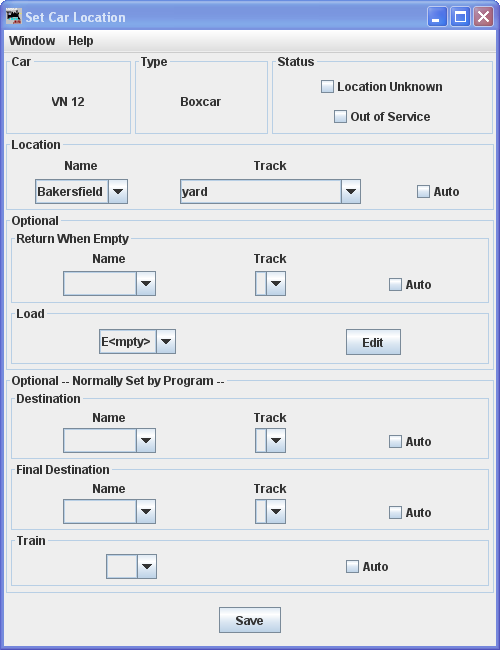 Set Car Location
Window Help
Car Type Status
VN 12 Boxcar
Location Unknown
Out of Service
Location
Name Track
Bakersfield yard Auto
Optional
Return When Empty
Name Track
Auto
Load
E<mpty> Edit
Optional -- Normally Set by Program --
Destination
Name Track
Auto
Final Destination
Name Track
Auto
Train
Auto
Save